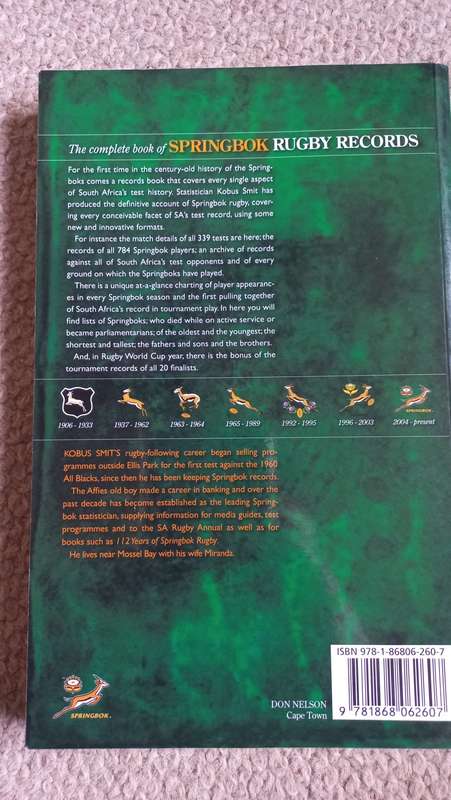 The complete book of SPRINGBOK RUGBY RECORDS
For the first time in the century-old history of the Spring-
boks comes a records book that covers every single aspect
of South Africa's test history. Statistician Kobus Smit has
produced the definitive account of Springbok rugby, cover-
ing every conceivable facet of SA's test record, using some
new and innovative formats.
For instance the match details of all 339 tests are here; the
records of all 784 Springbok players; an archive of records
against all of South Africa's test opponents and of every
ground on which the Springboks have played.
There is a unique at-a-glance charting of player appearanc-
es in every Springbok season and the first pulling together
of South Africa's record in tournament play. In here you will
find lists of Springboks; who died while on active service or
became parliamentarians; of the oldest and the youngest; the
shortest and tallest; the fathers and sons and the brothers.
And, in Rugby World Cup year, there is the bonus of the
tournament records of all 20 finalists.
1906 -1933 1937 -1962 1963 -1964 1965 -1989 1992 -1995 1996 -2003 2004 -present
SPRINGBOK
KOBUS SMIT'S rugby-following career began selling pro-
grammes outside Ellis Park for the first test against the 1960
All Blacks, since then he has been keeping Springbok records.
The Affies old boy made a career in banking and over the
past decade has become established as the leading Spring-
bok statistician, supplying information for media guides, test
programmes and to the SA Rugby Annual as well as for
books such as 112 Years of Springbok Rugby.
He lives near Mossel Bay with his wife Miranda.
ISBN 978-1-86806-260-7
9 781868 062607
DON NELSON
Cape Town
SPRINGBOK.